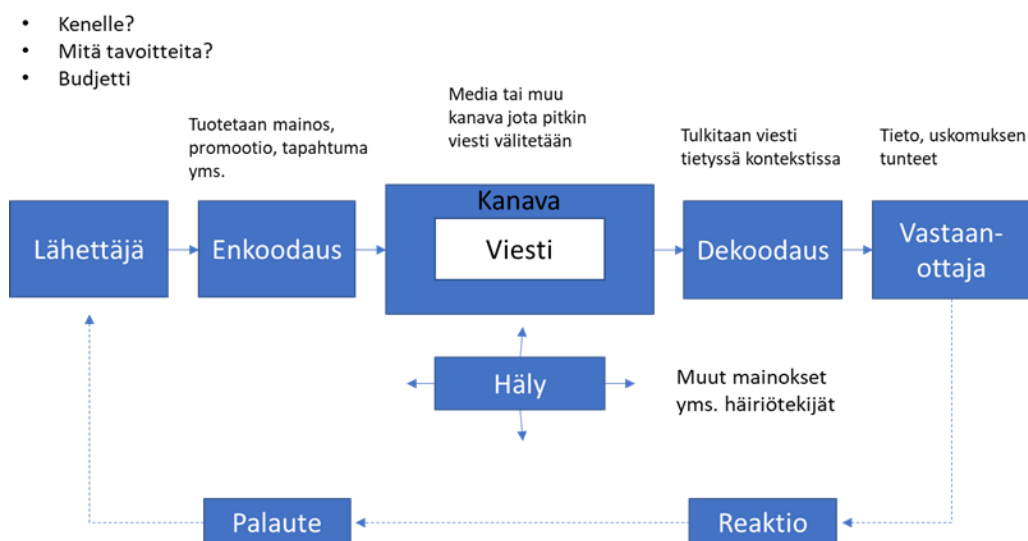 • Kenelle?
• Mitä tavoitteita?
• Budjetti
Tuotetaan mainos,
promootio, tapahtuma
yms.
Media tai muu
kanava jota pitkin
viesti välitetään
Tulkitaan viesti
tietyssä kontekstissa
Tieto, uskomuksen
tunteet
Lähettäjä
Enkoodaus
Kanava
Viesti
Dekoodaus
Vastaan-
ottaja
Häly
Muut mainokset
yms. häiriötekijät
Palaute
Reaktio